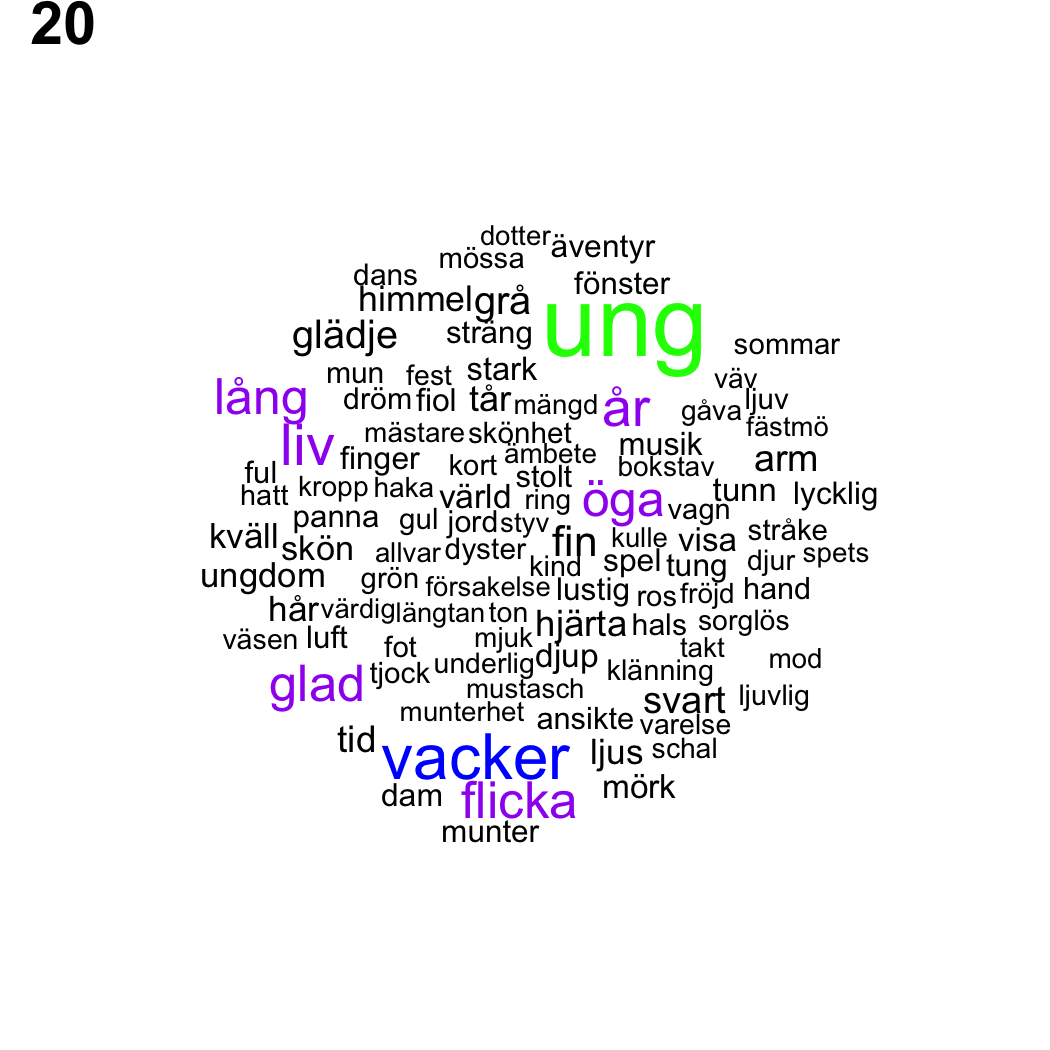 20
dotter
äventyr
mössa
dans
fönster
himmel grå
ung
glädje sträng
sommar
mun fest stark
väv
lång
dröm fiol tår mängd år gåva ljuv
fästmö
liv
mästare skönhet
musik
finger kort ämbete
bokstav arm
ful
stolt
hatt kropp haka värld ring öga vagn tunn lycklig
panna gul jord styv
kväll skön allvar dyster fin kulle visa stråke
kind spel tung djur spets
ungdom grön försakelse lustig ros fröjd hand
hår värdig längtan ton hjärta hals sorglös
väsen luft fot mjuk djup takt
underlig klänning mod
glad tjock mustasch svart ljuvlig
munterhet ansikte varelse
tid vacker ljus schal
dam flicka mörk
munter